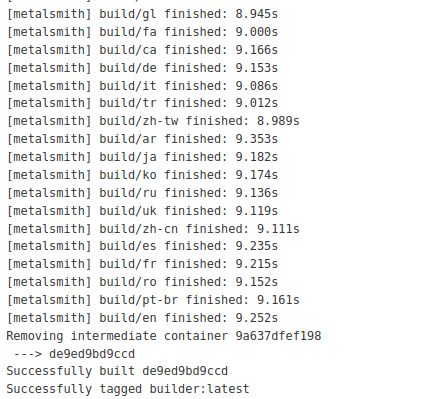 [metalsmith] build/gl finished: 8.945s
[metalsmith] build/fa finished: 9.000s
[metalsmith] build/ca finished: 9.166s
[metalsmith] build/de finished: 9.153s
[metalsmith] build/it finished: 9.086s
[metalsmith] build/tr finished: 9.012s
[metalsmith] build/zh-tw finished: 8.989s
[metalsmith] build/ar finished: 9.353s
[metalsmith] build/ja finished: 9.182s
[metalsmith] build/ko finished: 9.174s
[metalsmith] build/ru finished: 9.136s
[metalsmith] build/uk finished: 9.119s
[metalsmith] build/zh-cn finished: 9.111s
[metalsmith] build/es finished: 9.235s
[metalsmith] build/fr finished: 9.215s
[metalsmith] build/ro finished: 9.152s
[metalsmith] build/pt-br finished: 9.161s
[metalsmith] build/en finished: 9.252s
Removing intermediate container 9a637dfef198
 ---> de9ed9bd9ccd
Successfully built de9ed9bd9ccd
Successfully tagged builder:latest